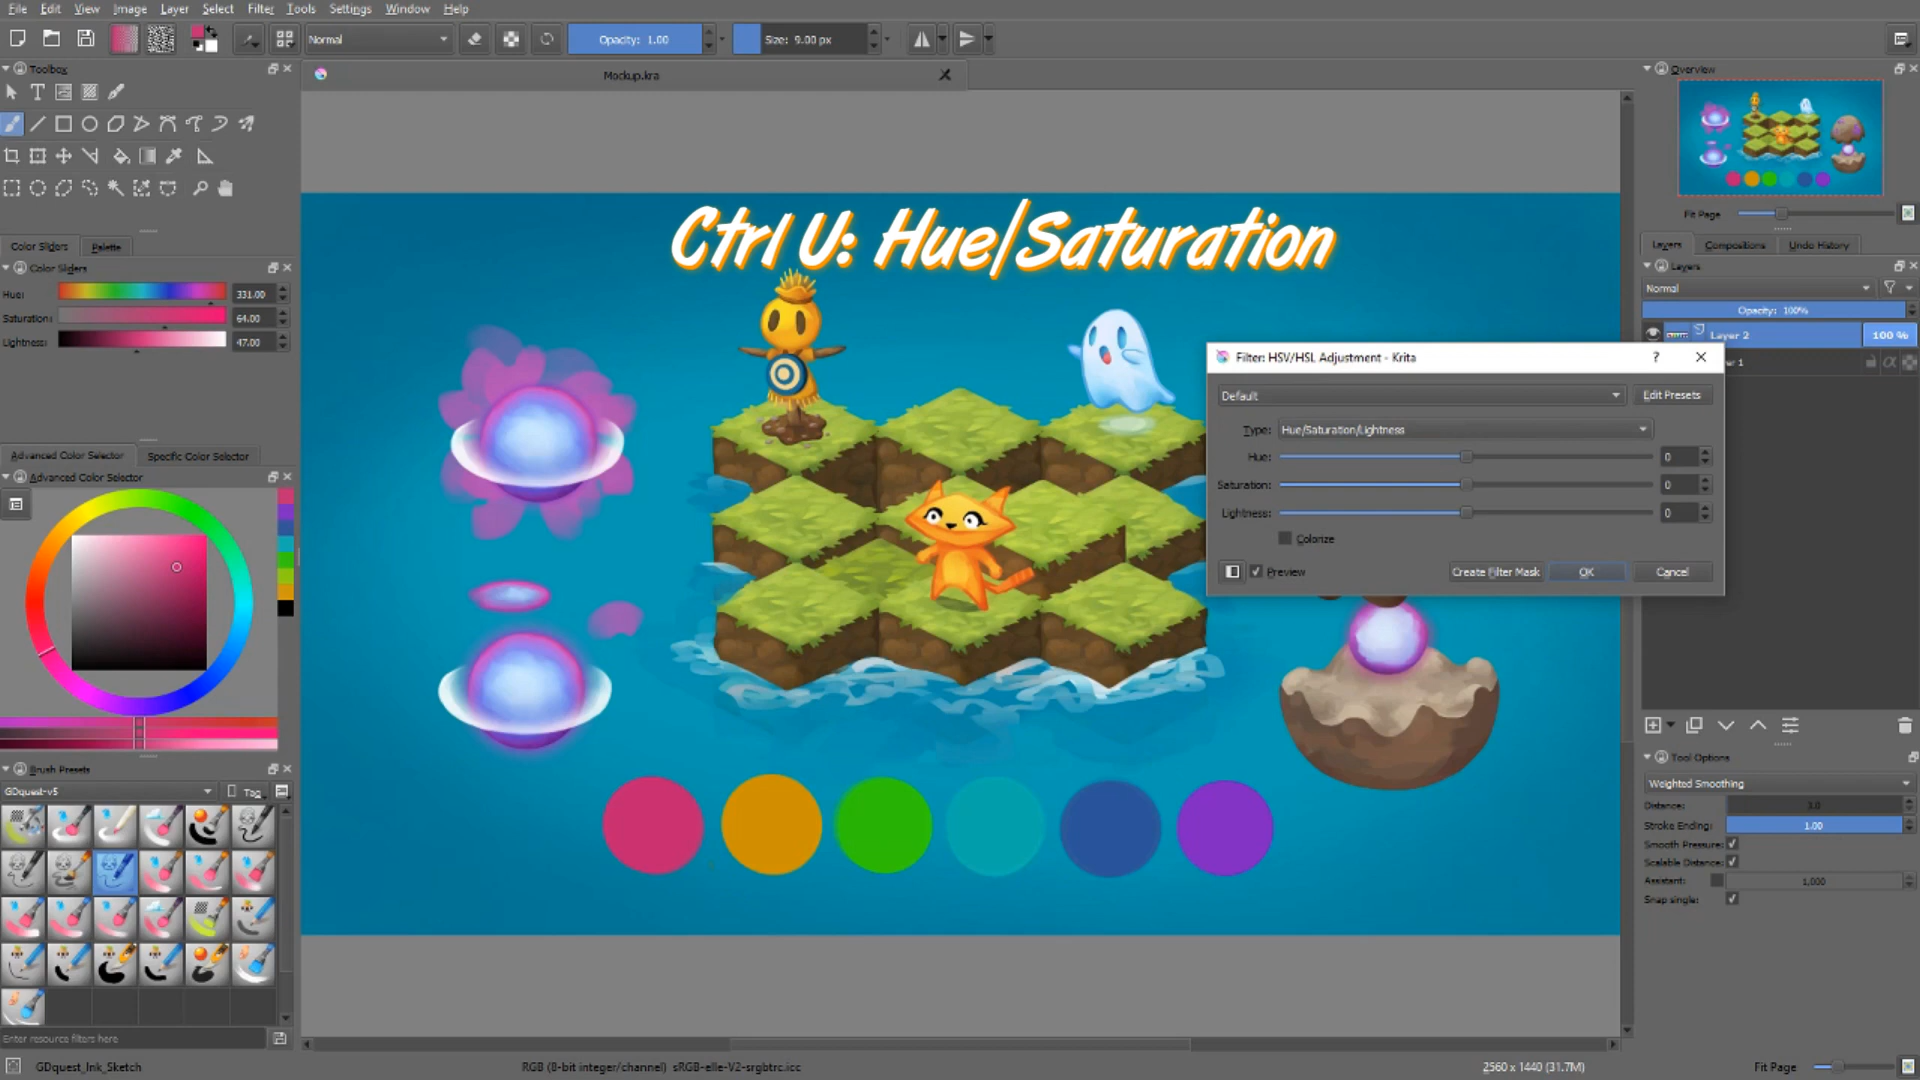 File Edit View Image Layer Select Filter Tools Settings Window Help
Normal
Opacity: 1.00
Size: 9.00 px
Toolbox
Mockup.kra
Overview
Fit Page
Color Sliders Palette
Color Sliders
Hue: 331.00
Saturation: 64.00
Lightness: 47.00
Ctrl U: Hue/Saturation
Layers Compositions Undo History
Layers
Normal
Opacity: 100%
Layer 2 100 %
er 1
Filter: HSV/HSL Adjustment - Krita
Default
Edit Presets
Type: Hue/Saturation/Lightness
Hue: 0
Saturation: 0
Lightness: 0
Colorize
Preview
Create Filter Mask
OK
Cancel
Advanced Color Selector Specific Color Selector
Advanced Color Selector
Brush Presets
GDquest-v5
Tag
Tool Options
Weighted Smoothing
Distance: 3.0
Stroke Ending: 1.00
Smooth Pressure:
Scalable Distance:
Assistant: 1,000
Snap single:
Enter resource filters here
GDquest_Ink_Sketch
RGB (8-bit integer/channel) sRGB-elle-V2-srgbtrc.icc
2560 x 1440 (31.7M)
Fit Page